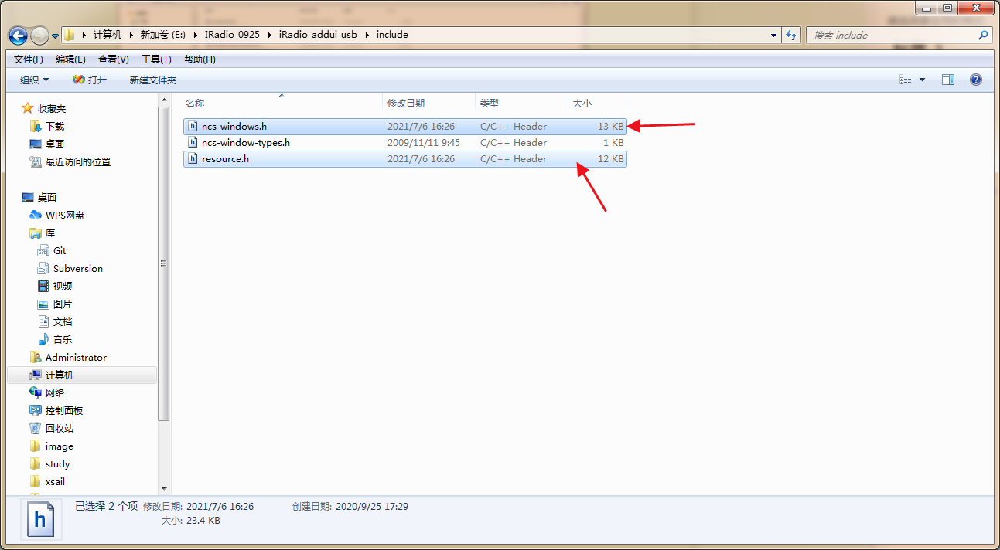 计算机 新加卷 (E:) IRadio_0925 iRadio_addui_usb include
搜索 include
文件(F) 编辑(E) 查看(V) 工具(T) 帮助(H)
组织 打开 新建文件夹
名称 修改日期 类型 大小
ncs-windows.h 2021/7/6 16:26 C/C++ Header 13 KB
ncs-window-types.h 2009/11/11 9:45 C/C++ Header 1 KB
resource.h 2021/7/6 16:26 C/C++ Header 12 KB
收藏夹
下载
桌面
最近访问的位置
桌面
WPS网盘
库
Git
Subversion
视频
图片
文档
音乐
Administrator
计算机
网络
控制面板
回收站
image
study
xsail
已选择 2 个项 修改日期: 2021/7/6 16:26 创建日期: 2020/9/25 17:29
大小: 23.4 KB